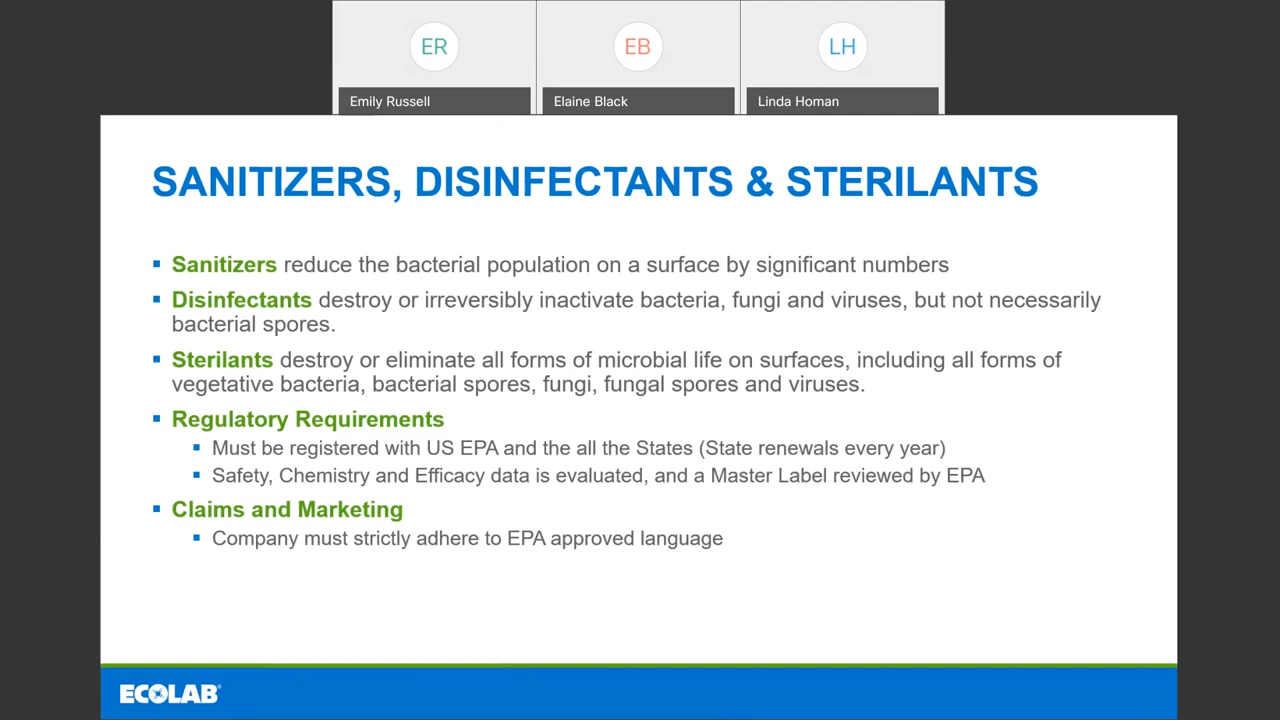 ER
EB
LH
Emily Russell
Elaine Black
Linda Homan
SANITIZERS, DISINFECTANTS & STERILANTS
Sanitizers reduce the bacterial population on a surface by significant numbers
Disinfectants destroy or irreversibly inactivate bacteria, fungi and viruses, but not necessarily
bacterial spores.
Sterilants destroy or eliminate all forms of microbial life on surfaces, including all forms of
vegetative bacteria, bacterial spores, fungi, fungal spores and viruses.
Regulatory Requirements
Must be registered with US EPA and the all the States (State renewals every year)
Safety, Chemistry and Efficacy data is evaluated, and a Master Label reviewed by EPA
Claims and Marketing
Company must strictly adhere to EPA approved language
ECOLAB®